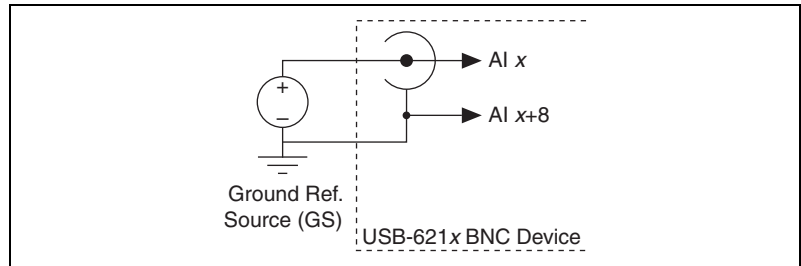 +
−
AI x
AI x+8
Ground Ref.
Source (GS)
USB-621x BNC Device